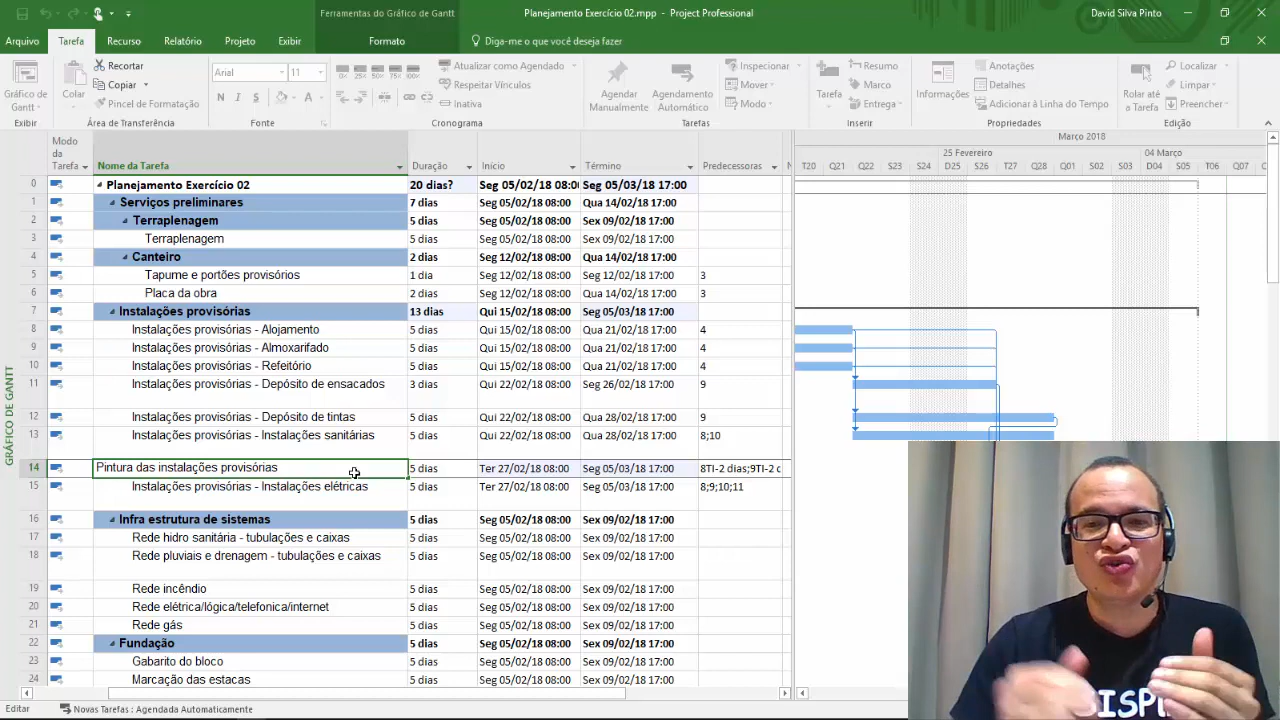 Ferramentas do Gráfico de Gantt
Planejamento Exercício 02.mpp - Project Professional
David Silva Pinto
Arquivo Tarefa Recurso Relatório Projeto Exibir Formato Diga-me o que você deseja fazer
Gráfico de Gantt
Exibir
Colar
Recortar
Copiar
Pincel de Formatação
Área de Transferência
Arial 11
N I S
Fonte
0% 25% 50% 75% 100%
Atualizar como Agendado
Respeitar Vínculos
Inativa
Cronograma
Agendar Manualmente
Agendamento Automático
Inspecionar
Mover
Modo
Tarefas
Tarefa
Resumo
Marco
Entrega
Inserir
Informações
Anotações
Detalhes
Adicionar à Linha do Tempo
Propriedades
Rolar até a Tarefa
Localizar
Limpar
Preencher
Edição
Modo da Tarefa Nome da Tarefa Duração Início Término Predecessoras
Março 2018
25 Fevereiro 04 Março
T20 Q21 Q22 S23 S24 D25 S26 T27 Q28 Q01 S02 S03 D04 S05 T06 Q07
0 Planejamento Exercício 02 20 dias? Seg 05/02/18 08:00 Seg 05/03/18 17:00
1 Serviços preliminares 7 dias Seg 05/02/18 08:00 Qua 14/02/18 17:00
2 Terraplenagem 5 dias Seg 05/02/18 08:00 Sex 09/02/18 17:00
3 Terraplenagem 5 dias Seg 05/02/18 08:00 Sex 09/02/18 17:00
4 Canteiro 2 dias Seg 12/02/18 08:00 Qua 14/02/18 17:00
5 Tapume e portões provisórios 1 dia Seg 12/02/18 08:00 Seg 12/02/18 17:00 3
6 Placa da obra 2 dias Seg 12/02/18 08:00 Qua 14/02/18 17:00 3
7 Instalações provisórias 13 dias Qui 15/02/18 08:00 Seg 05/03/18 17:00
8 Instalações provisórias - Alojamento 5 dias Qui 15/02/18 08:00 Qua 21/02/18 17:00 4
9 Instalações provisórias - Almoxarifado 5 dias Qui 15/02/18 08:00 Qua 21/02/18 17:00 4
10 Instalações provisórias - Refeitório 5 dias Qui 15/02/18 08:00 Qua 21/02/18 17:00 4
11 Instalações provisórias - Depósito de ensacados 3 dias Qui 22/02/18 08:00 Seg 26/02/18 17:00 9
12 Instalações provisórias - Depósito de tintas 5 dias Qui 22/02/18 08:00 Qua 28/02/18 17:00 9
13 Instalações provisórias - Instalações sanitárias 5 dias Qui 22/02/18 08:00 Qua 28/02/18 17:00 8;10
14 Pintura das instalações provisórias 5 dias Ter 27/02/18 08:00 Seg 05/03/18 17:00 8TI-2 dias;9TI-2 d
15 Instalações provisórias - Instalações elétricas 5 dias Ter 27/02/18 08:00 Seg 05/03/18 17:00 8;9;10;11
16 Infra estrutura de sistemas 5 dias Seg 05/02/18 08:00 Sex 09/02/18 17:00
17 Rede hidro sanitária - tubulações e caixas 5 dias Seg 05/02/18 08:00 Sex 09/02/18 17:00
18 Rede pluviais e drenagem - tubulações e caixas 5 dias Seg 05/02/18 08:00 Sex 09/02/18 17:00
19 Rede incêndio 5 dias Seg 05/02/18 08:00 Sex 09/02/18 17:00
20 Rede elétrica/lógica/telefonica/internet 5 dias Seg 05/02/18 08:00 Sex 09/02/18 17:00
21 Rede gás 5 dias Seg 05/02/18 08:00 Sex 09/02/18 17:00
22 Fundação 5 dias Seg 05/02/18 08:00 Sex 09/02/18 17:00
23 Gabarito do bloco 5 dias Seg 05/02/18 08:00 Sex 09/02/18 17:00
24 Marcação das estacas 5 dias Seg 05/02/18 08:00 Sex 09/02/18 17:00
GRÁFICO DE GANTT
Editar Novas Tarefas : Agendada Automaticamente